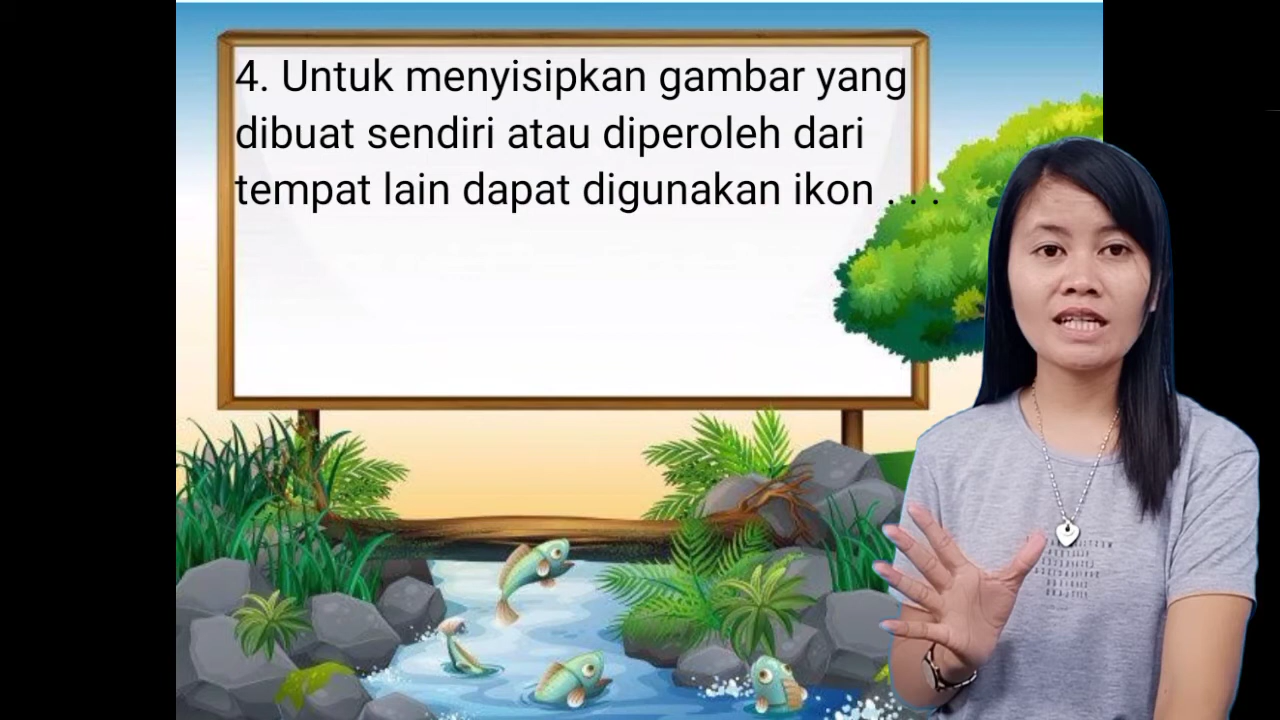 4. Untuk menyisipkan gambar yang
dibuat sendiri atau diperoleh dari
tempat lain dapat digunakan ikon . . .